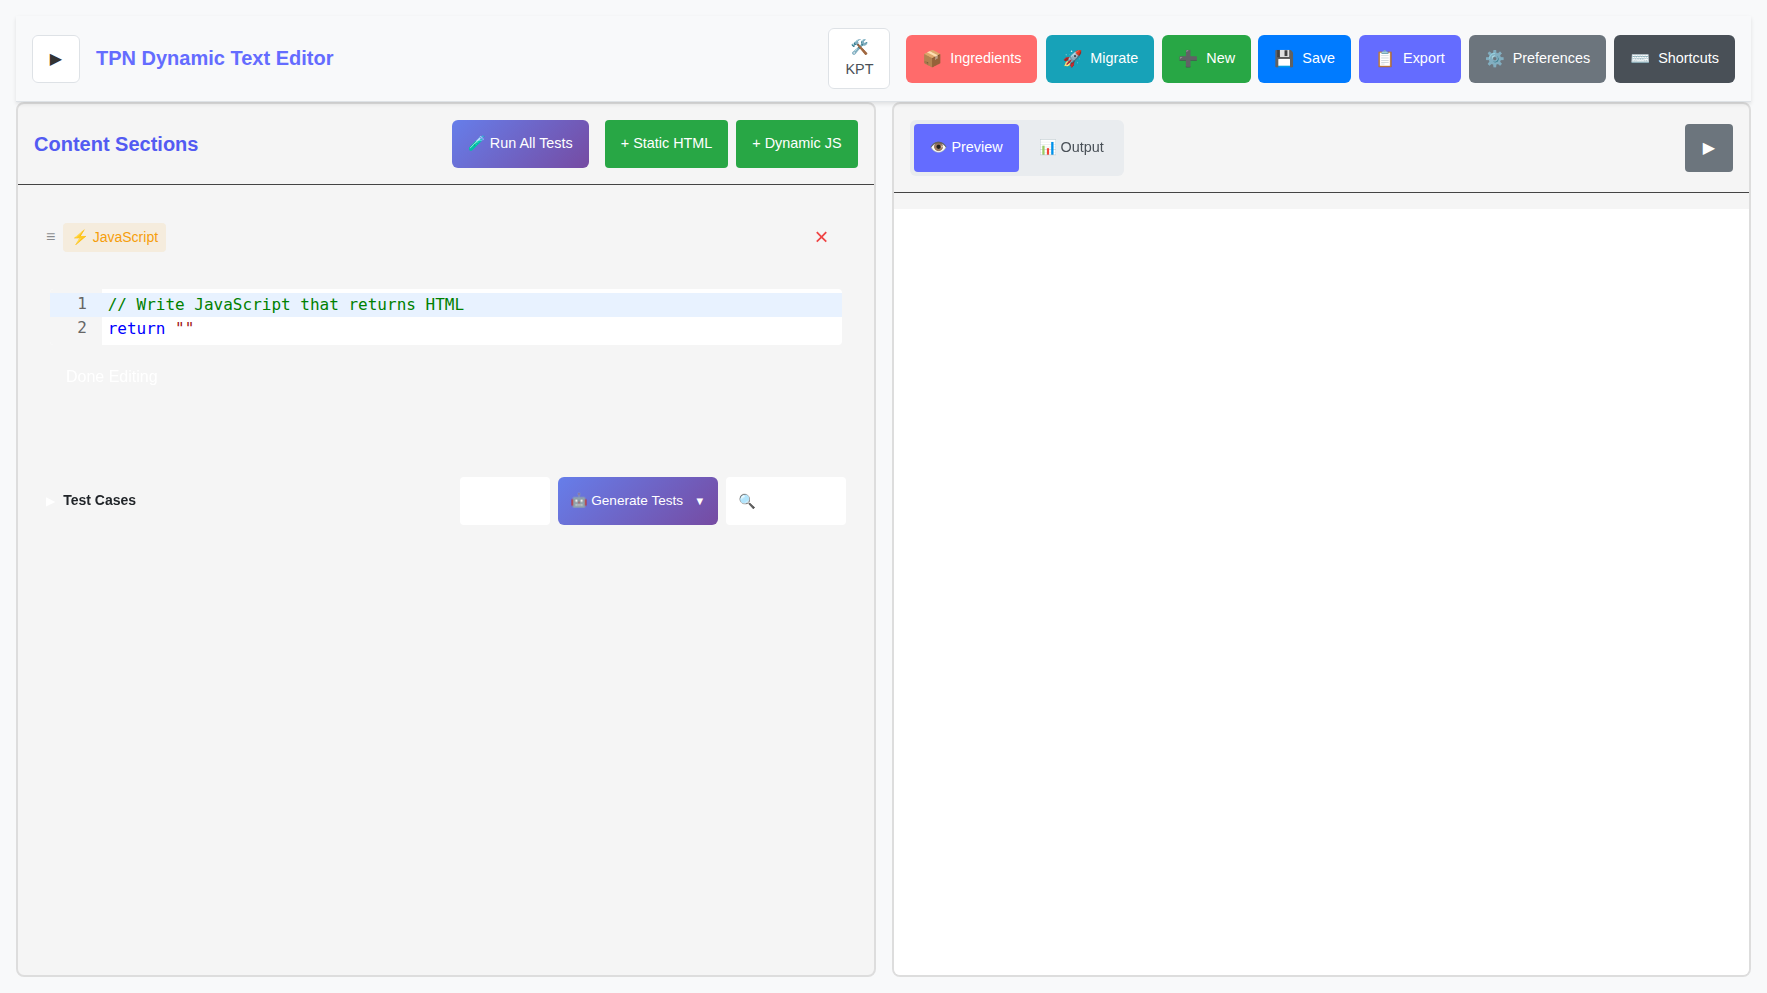 ▶ TPN Dynamic Text Editor
🛠️ KPT
📦 Ingredients
🚀 Migrate
➕ New
💾 Save
📋 Export
⚙️ Preferences
⌨️ Shortcuts
Content Sections
🧪 Run All Tests
+ Static HTML
+ Dynamic JS
👁️ Preview
📊 Output
▶
≡ ⚡ JavaScript
×
1 // Write JavaScript that returns HTML
2 return ""
Done Editing
▶ Test Cases
🤖 Generate Tests ▼
🔍